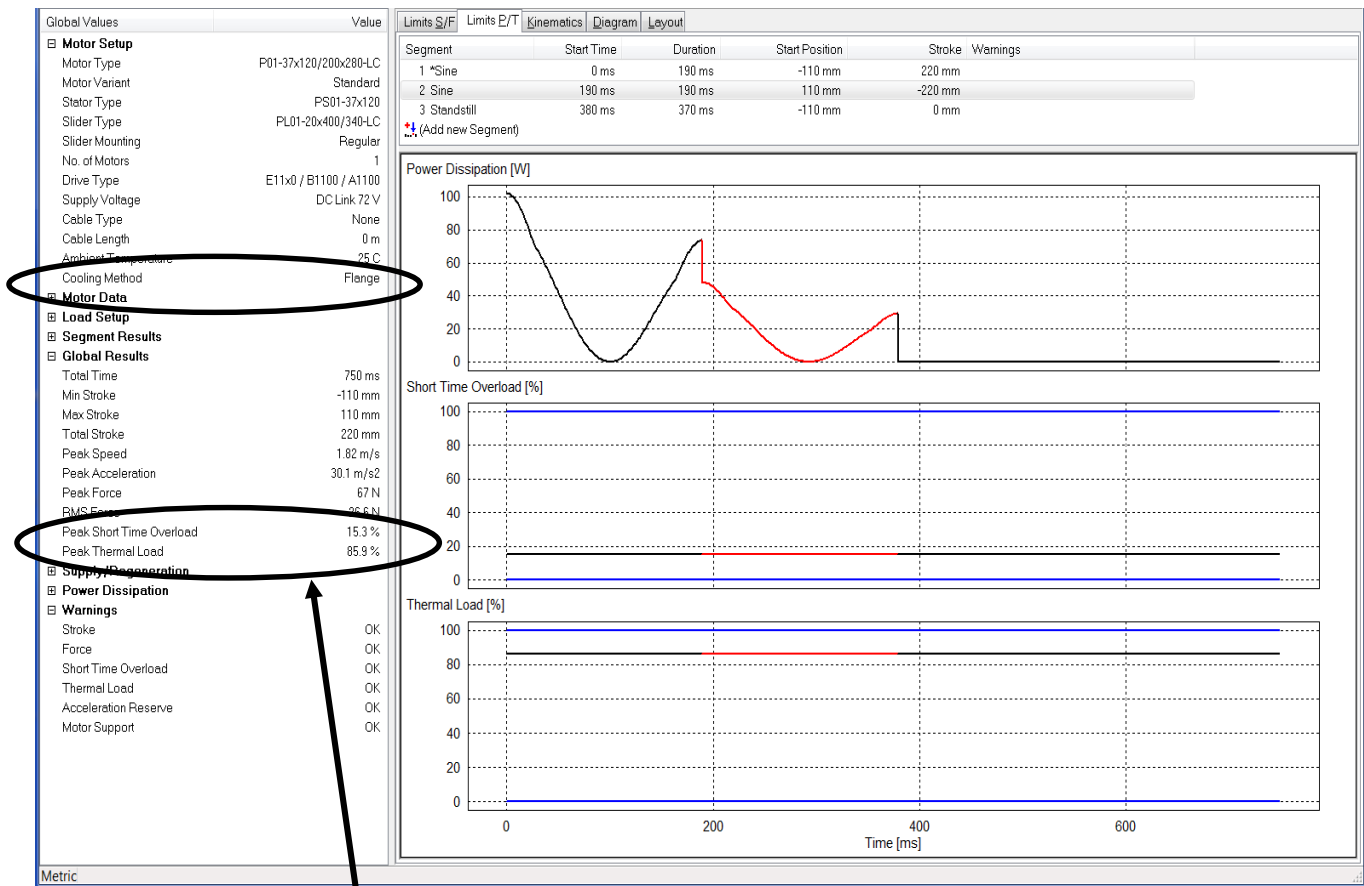 Global Values Value
Motor Setup
Motor Type P01-37x120/200x280-LC
Motor Variant Standard
Stator Type PS01-37x120
Slider Type PL01-20x400/340-LC
Slider Mounting Regular
No. of Motors 1
Drive Type E11x0 / B1100 / A1100
Supply Voltage DC Link 72 V
Cable Type None
Cable Length 0 m
Ambient Temperature 25 C
Cooling Method Flange
Motor Data
Load Setup
Segment Results
Global Results
Total Time 750 ms
Min Stroke -110 mm
Max Stroke 110 mm
Total Stroke 220 mm
Peak Speed 1.82 m/s
Peak Acceleration 30.1 m/s2
Peak Force 67 N
RMS Force 26.6 N
Peak Short Time Overload 15.3 %
Peak Thermal Load 85.9 %
Supply/Regeneration
Power Dissipation
Warnings
Stroke OK
Force OK
Short Time Overload OK
Thermal Load OK
Acceleration Reserve OK
Motor Support OK
Metric
Limits S/F Limits P/T Kinematics Diagram Layout
Segment Start Time Duration Start Position Stroke Warnings
1 *Sine 0 ms 190 ms -110 mm 220 mm
2 Sine 190 ms 190 ms 110 mm -220 mm
3 Standstill 380 ms 370 ms -110 mm 0 mm
(Add new Segment)
Power Dissipation [W]
100
80
60
40
20
0
Short Time Overload [%]
100
80
60
40
20
0
Thermal Load [%]
100
80
60
40
20
0
0 200 400 600
Time [ms]